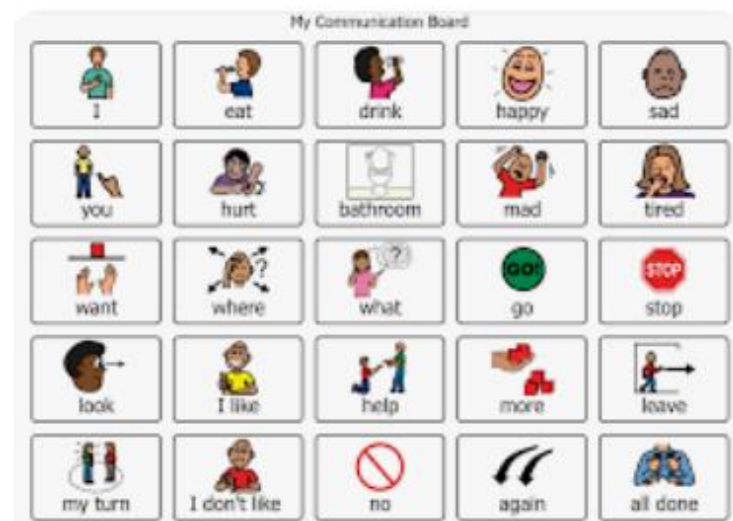 My Communication Board
I eat drink happy sad
you hurt bathroom mad tired
?
?
GO! STOP
want where what go stop
look I like help more leave
my turn I don't like no again all done